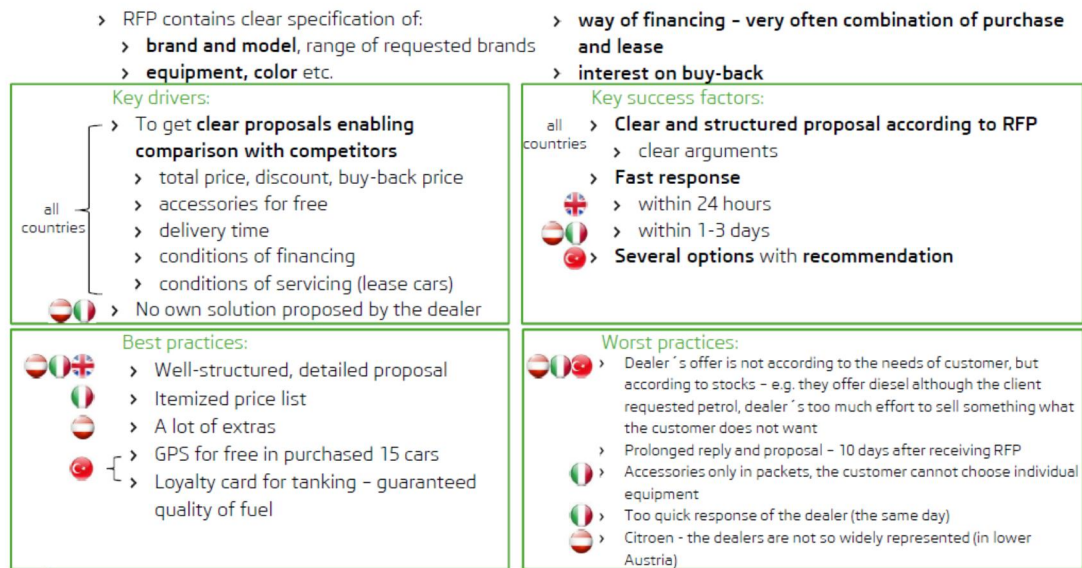 RFP contains clear specification of:
brand and model, range of requested brands
equipment, color etc.
way of financing – very often combination of purchase
and lease
interest on buy-back
Key drivers:
To get clear proposals enabling
comparison with competitors
total price, discount, buy-back price
accessories for free
delivery time
conditions of financing
conditions of servicing (lease cars)
all
countries
No own solution proposed by the dealer
Key success factors:
all
countries
Clear and structured proposal according to RFP
clear arguments
Fast response
within 24 hours
within 1-3 days
Several options with recommendation
Best practices:
Well-structured, detailed proposal
Itemized price list
A lot of extras
GPS for free in purchased 15 cars
Loyalty card for tanking – guaranteed
quality of fuel
Worst practices:
Dealer´s offer is not according to the needs of customer, but
according to stocks – e.g. they offer diesel although the client
requested petrol, dealer´s too much effort to sell something what
the customer does not want
Prolonged reply and proposal – 10 days after receiving RFP
Accessories only in packets, the customer cannot choose individual
equipment
Too quick response of the dealer (the same day)
Citroen - the dealers are not so widely represented (in lower
Austria)